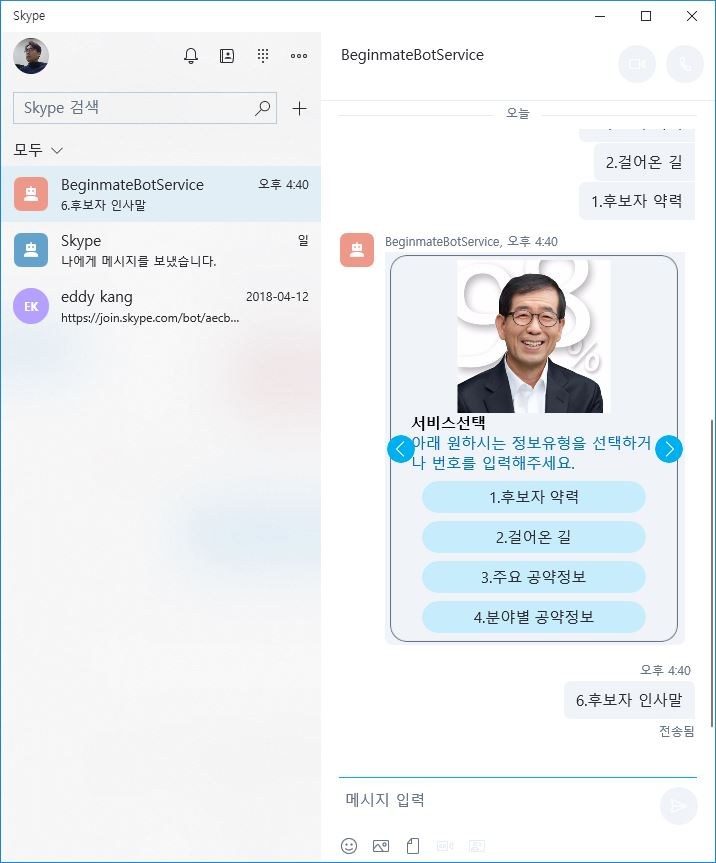 Skype
Skype 검색
모두
BeginmateBotService
오후 4:40
6.후보자 인사말
Skype
일
나에게 메시지를 보냈습니다.
EK
eddy kang
2018-04-12
https://join.skype.com/bot/aecb...
BeginmateBotService
오늘
2.걸어온 길
1.후보자 약력
BeginmateBotService, 오후 4:40
98%
서비스선택
아래 원하시는 정보유형을 선택하거
나 번호를 입력해주세요.
1.후보자 약력
2.걸어온 길
3.주요 공약정보
4.분야별 공약정보
오후 4:40
6.후보자 인사말
전송됨
메시지 입력